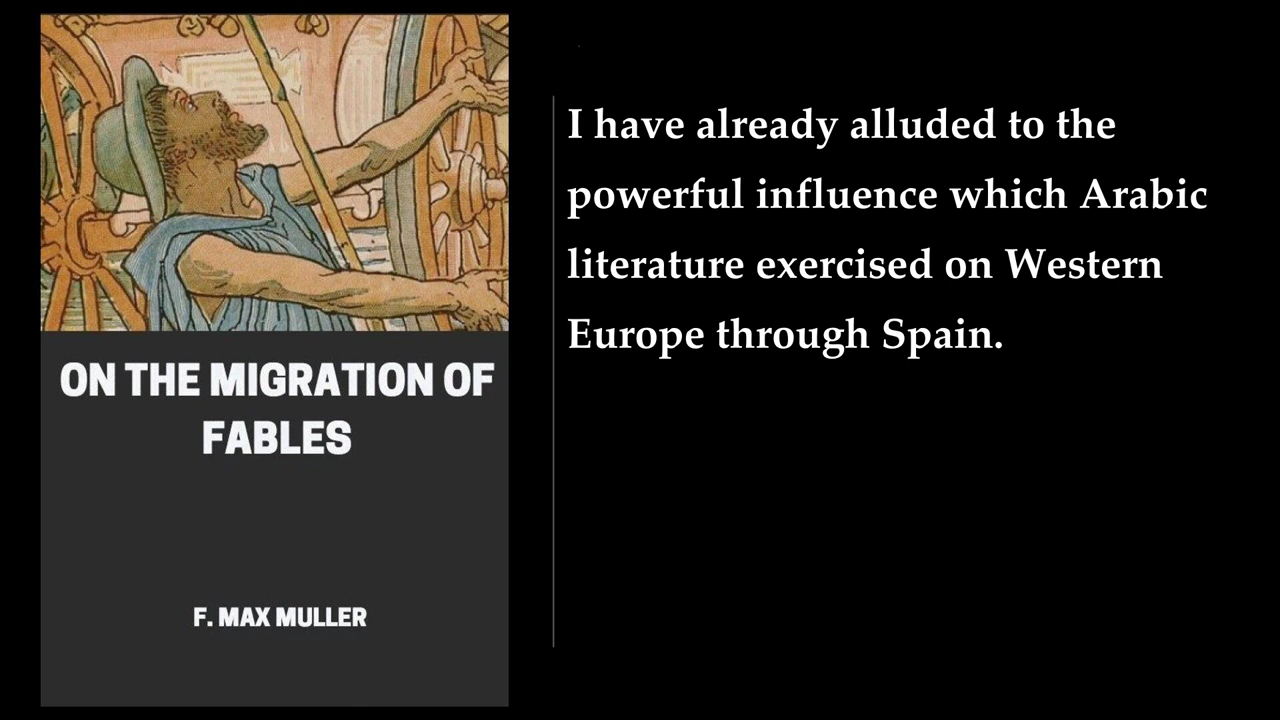 ON THE MIGRATION OF
FABLES
F. MAX MULLER
I have already alluded to the
powerful influence which Arabic
literature exercised on Western
Europe through Spain.